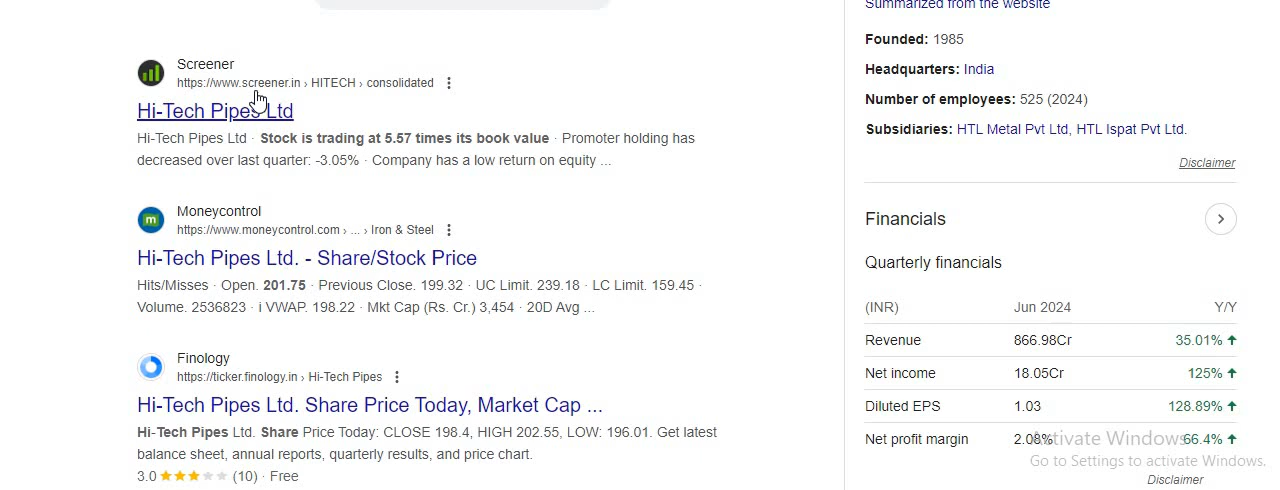 Screener
https://www.screener.in › HITECH › consolidated
Hi-Tech Pipes Ltd
Hi-Tech Pipes Ltd · Stock is trading at 5.57 times its book value · Promoter holding has
decreased over last quarter: -3.05% · Company has a low return on equity ...
Moneycontrol
https://www.moneycontrol.com › ... › Iron & Steel
Hi-Tech Pipes Ltd. - Share/Stock Price
Hits/Misses · Open. 201.75 · Previous Close. 199.32 · UC Limit. 239.18 · LC Limit. 159.45 ·
Volume. 2536823 · i VWAP. 198.22 · Mkt Cap (Rs. Cr.) 3,454 · 20D Avg ...
Finology
https://ticker.finology.in › Hi-Tech Pipes
Hi-Tech Pipes Ltd. Share Price Today, Market Cap ...
Hi-Tech Pipes Ltd. Share Price Today: CLOSE 198.4, HIGH 202.55, LOW: 196.01. Get latest
balance sheet, annual reports, quarterly results, and price chart.
3.0 (10) · Free
Summarized from the website
Founded: 1985
Headquarters: India
Number of employees: 525 (2024)
Subsidiaries: HTL Metal Pvt Ltd, HTL Ispat Pvt Ltd.
Disclaimer
Financials
Quarterly financials
(INR) Jun 2024 Y/Y
Revenue 866.98Cr 35.01%
Net income 18.05Cr 125%
Diluted EPS 1.03 128.89%
Net profit margin 2.08% 66.4%
Activate Windows
Go to Settings to activate Windows.
Disclaimer